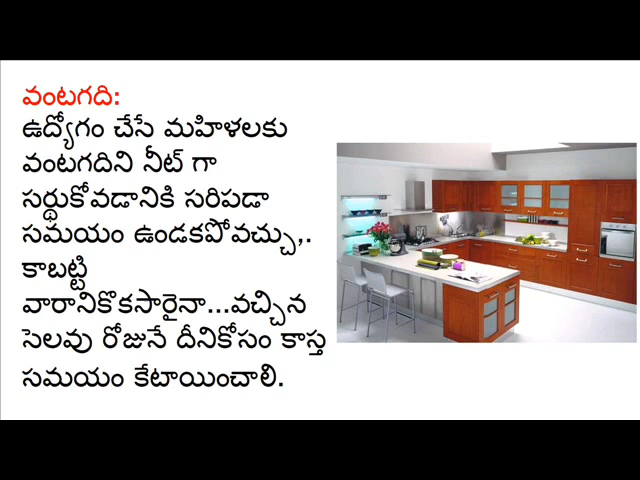 వంటగది:
ఉద్యోగం చేసే మహిళలకు
వంటగదిని నీట్ గా
సర్థుకోవడానికి సరిపడా
సమయం ఉండకపోవచ్చు,.
కాబట్టి
వారానికొకసారైనా...వచ్చిన
సెలవు రోజునే దీనికోసం కాస్త
సమయం కేటాయించాలి.